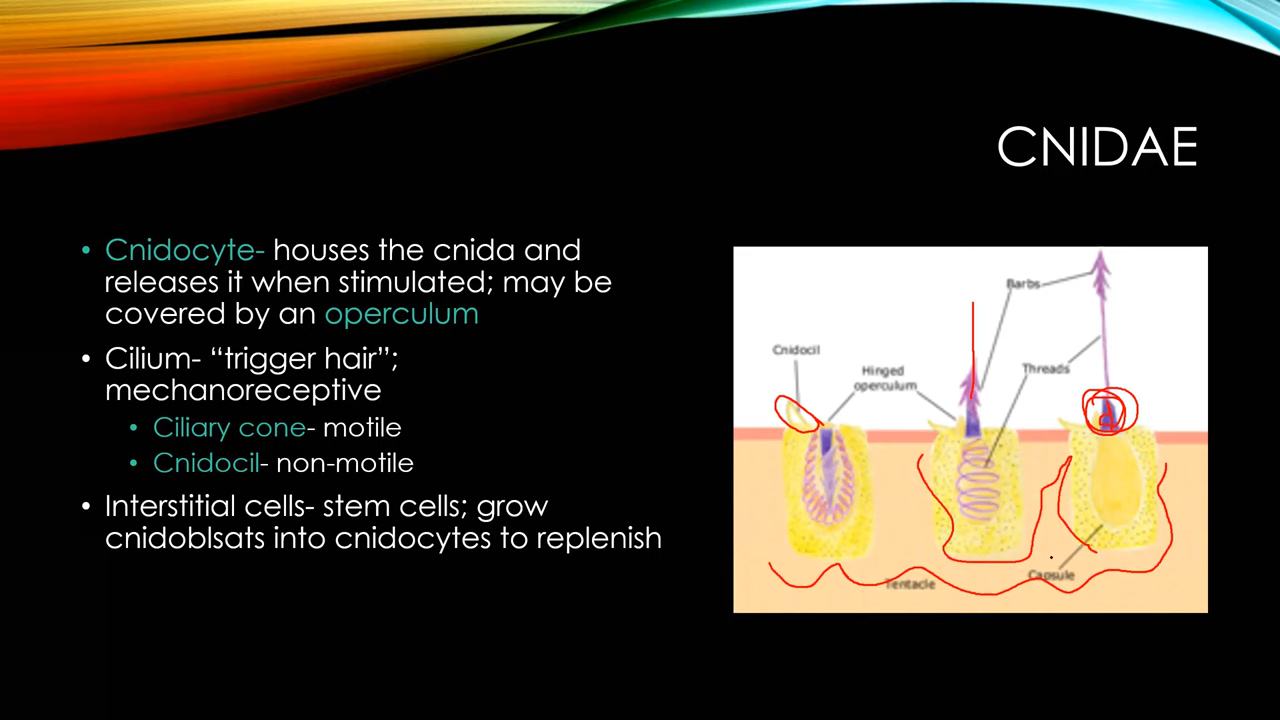 CNIDAE
• Cnidocyte- houses the cnida and
releases it when stimulated; may be
covered by an operculum
• Cilium- “trigger hair”;
mechanoreceptive
• Ciliary cone- motile
• Cnidocil- non-motile
• Interstitial cells- stem cells; grow
cnidoblsats into cnidocytes to replenish
Barbs
Cnidocil
Hinged
operculum
Threads
Capsule
Tentacle